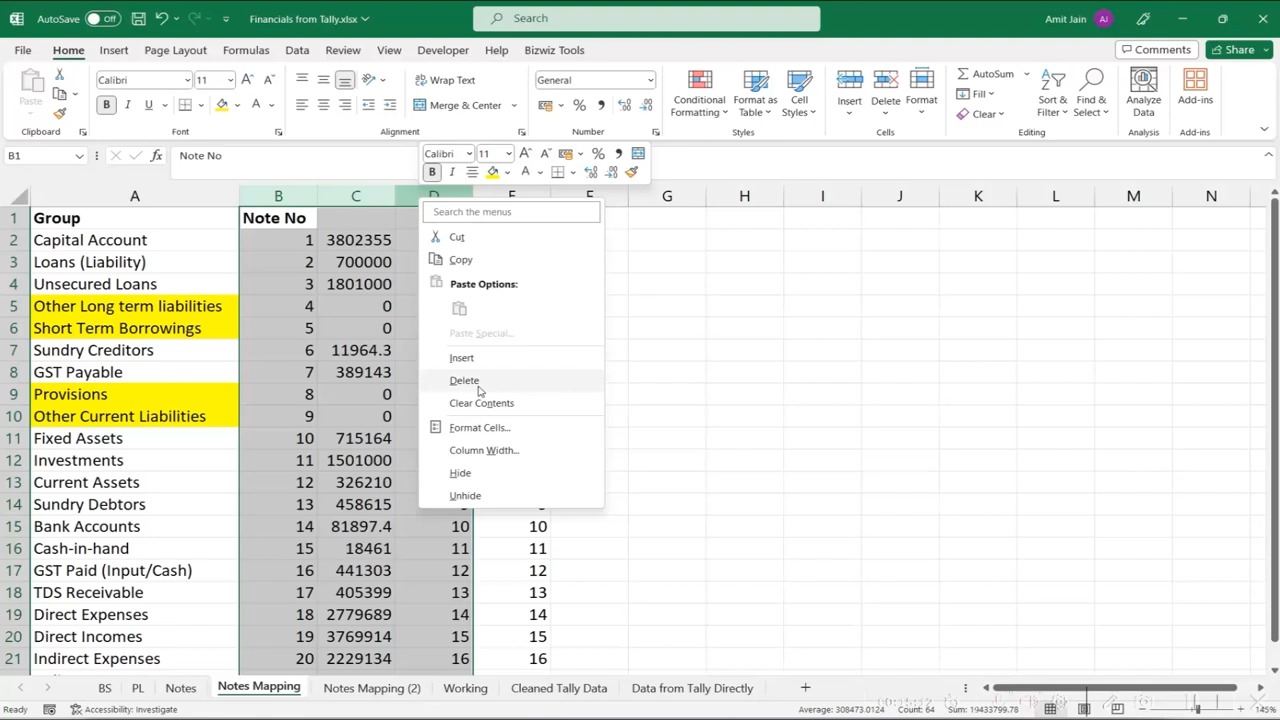 AutoSave Off Financials from Tally.xlsx Search Amit Jain AJ
File Home Insert Page Layout Formulas Data Review View Developer Help Bizwiz Tools Comments Share
Paste Calibri 11 Wrap Text General Conditional Formatting Format as Table Cell Styles Insert Delete Format AutoSum Sort & Filter Find & Select Analyze Data Add-ins
B I U Merge & Center Fill
Clear
Clipboard Font Alignment Number Styles Cells Editing Analysis Add-ins
B1 fx Note No
Calibri 11
B I
A B C D E F G H I J K L M N
1 Group Note No
2 Capital Account 1 3802355
3 Loans (Liability) 2 700000
4 Unsecured Loans 3 1801000
5 Other Long term liabilities 4 0
6 Short Term Borrowings 5 0
7 Sundry Creditors 6 11964.3
8 GST Payable 7 389143
9 Provisions 8 0
10 Other Current Liabilities 9 0
11 Fixed Assets 10 715164
12 Investments 11 1501000
13 Current Assets 12 326210
14 Sundry Debtors 13 458615
15 Bank Accounts 14 81897.4 10 10
16 Cash-in-hand 15 18461 11 11
17 GST Paid (Input/Cash) 16 441303 12 12
18 TDS Receivable 17 405399 13 13
19 Direct Expenses 18 2779689 14 14
20 Direct Incomes 19 3769914 15 15
21 Indirect Expenses 20 2229134 16 16
Search the menus
Cut
Copy
Paste Options:
Paste Special...
Insert
Delete
Clear Contents
Format Cells...
Column Width...
Hide
Unhide
BS PL Notes Notes Mapping Notes Mapping (2) Working Cleaned Tally Data Data from Tally Directly
Ready Accessibility: Investigate Average: 308473.0124 Count: 64 Sum: 19433799.78 145%